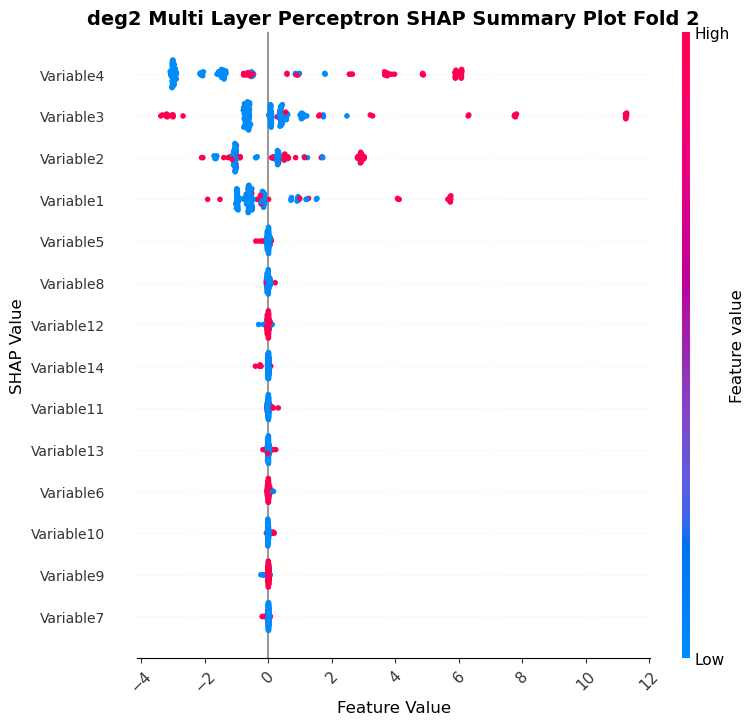 deg2 Multi Layer Perceptron SHAP Summary Plot Fold 2
High
Variable4
Variable3
Variable2
Variable1
Variable5
Variable8
Variable12
Variable14
Variable11
Variable13
Variable6
Variable10
Variable9
Variable7
SHAP Value
Feature value
Low
−4 −2 0 2 4 6 8 10 12
Feature Value